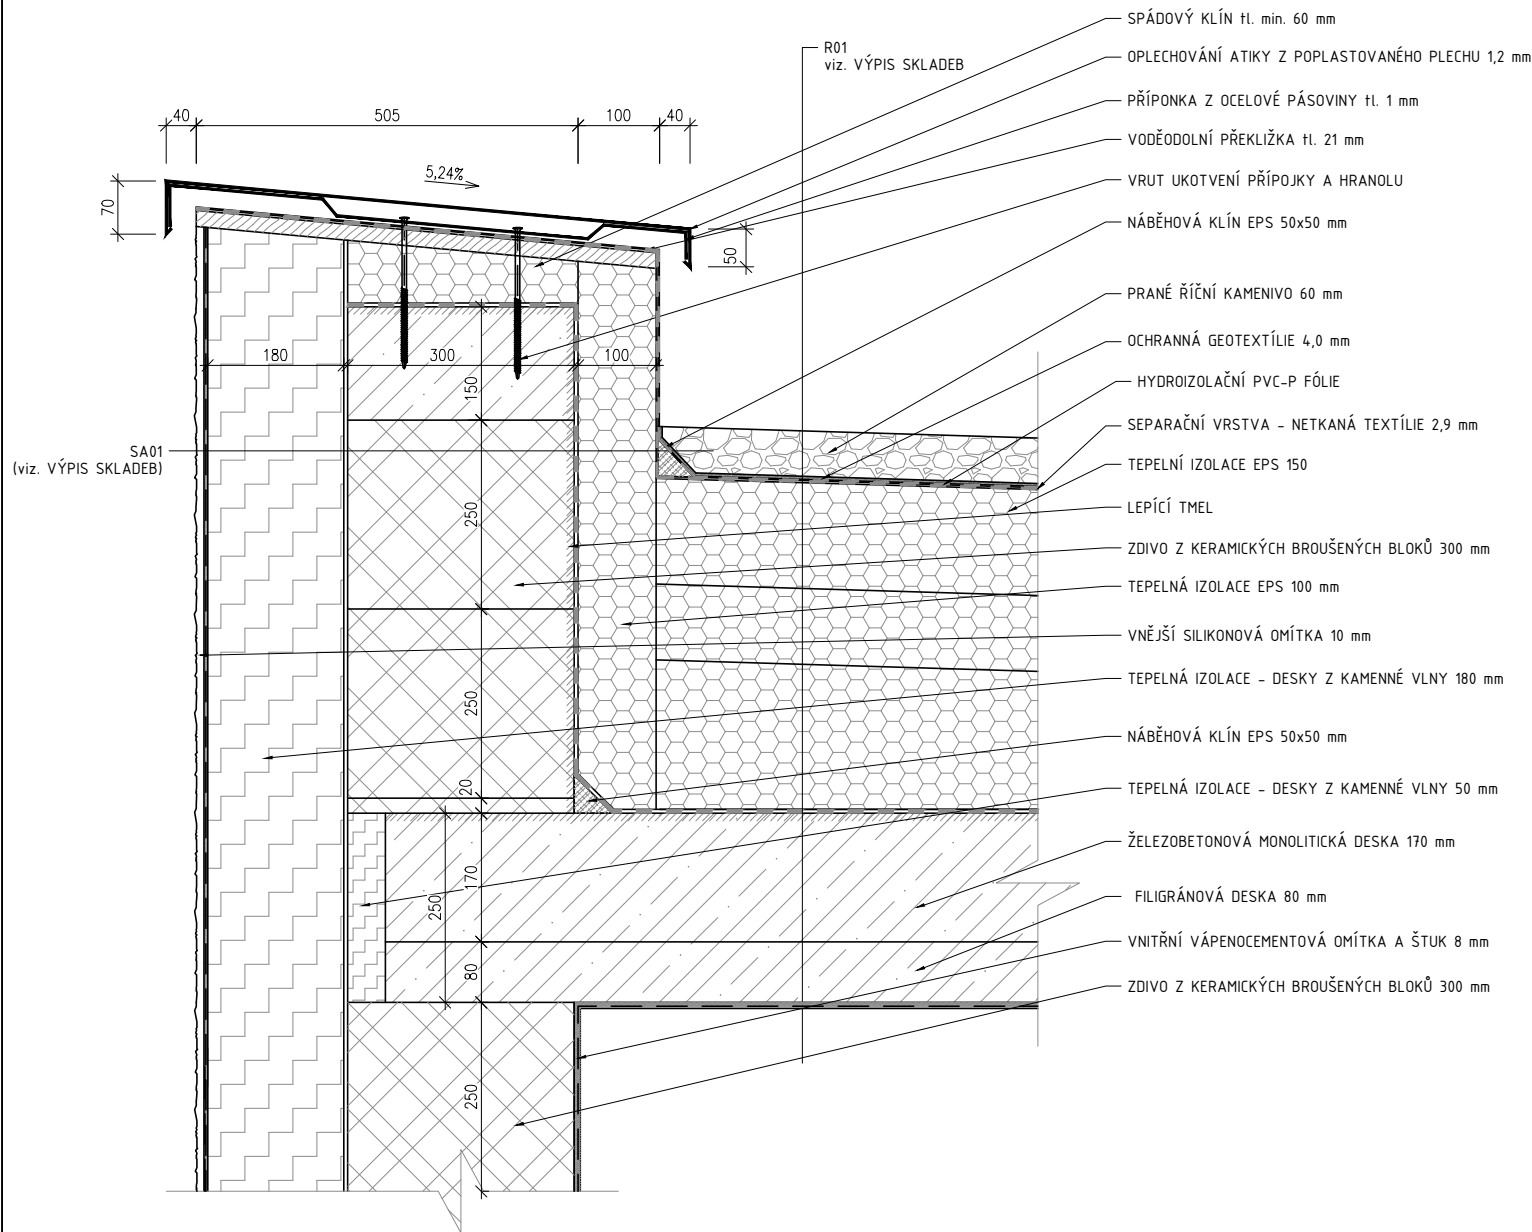 SPÁDOVÝ KLÍN tl. min. 60 mm
R01
viz. VÝPIS SKLADEB
OPLECHOVÁNÍ ATIKY Z POPLASTOVANÉHO PLECHU 1,2 mm
PŘÍPONKA Z OCELOVÉ PÁSOVINY tl. 1 mm
40
505
100
40
VODĚODOLNÍ PŘEKLIŽKA tl. 21 mm
5,24%
VRUT UKOTVENÍ PŘÍPOJKY A HRANOLU
70
NÁBĚHOVÁ KLÍN EPS 50x50 mm
50
PRANÉ ŘÍČNÍ KAMENIVO 60 mm
OCHRANNÁ GEOTEXTÍLIE 4,0 mm
180
300
100
150
HYDROIZOLAČNÍ PVC-P FÓLIE
SEPARAČNÍ VRSTVA - NETKANÁ TEXTÍLIE 2,9 mm
SA01
(viz. VÝPIS SKLADEB)
TEPELNÍ IZOLACE EPS 150
250
LEPÍCÍ TMEL
ZDIVO Z KERAMICKÝCH BROUŠENÝCH BLOKŮ 300 mm
TEPELNÁ IZOLACE EPS 100 mm
VNĚJŠÍ SILIKONOVÁ OMÍTKA 10 mm
TEPELNÁ IZOLACE - DESKY Z KAMENNÉ VLNY 180 mm
250
NÁBĚHOVÁ KLÍN EPS 50x50 mm
20
TEPELNÁ IZOLACE - DESKY Z KAMENNÉ VLNY 50 mm
ŽELEZOBETONOVÁ MONOLITICKÁ DESKA 170 mm
170
250
FILIGRÁNOVÁ DESKA 80 mm
VNITŘNÍ VÁPENOCEMENTOVÁ OMÍTKA A ŠTUK 8 mm
80
ZDIVO Z KERAMICKÝCH BROUŠENÝCH BLOKŮ 300 mm
250